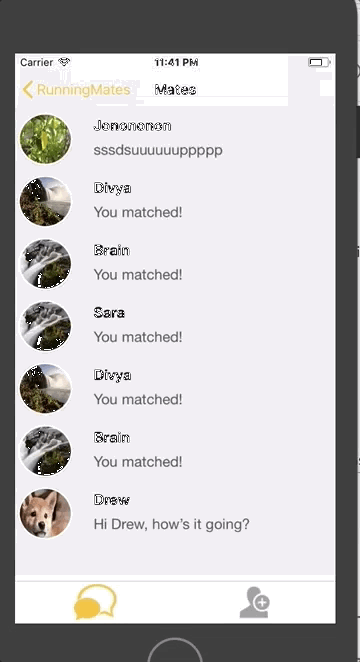 Carrier 11:41 PM
RunningMates Mates
Jonononon
sssdsuuuuuuppppp
Divya
You matched!
Brain
You matched!
Sara
You matched!
Divya
You matched!
Brain
You matched!
Drew
Hi Drew, how's it going?